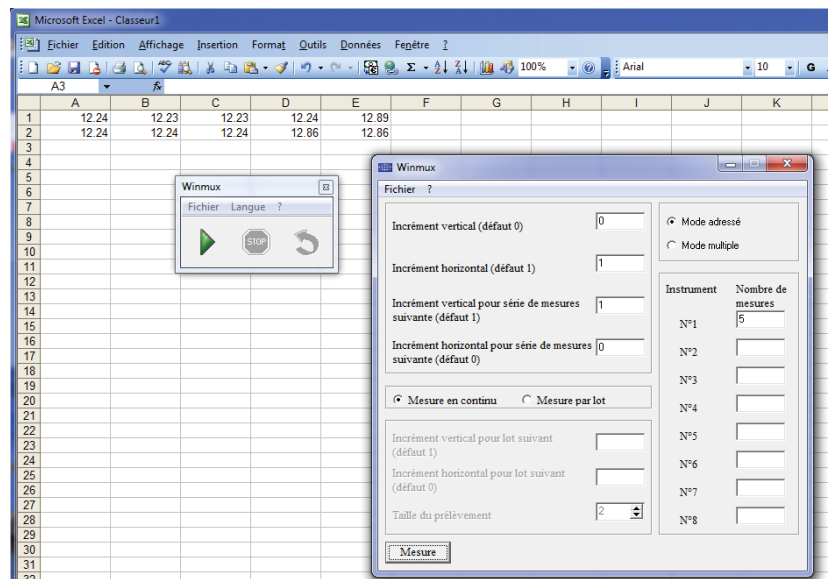 Microsoft Excel - Classeur1
Fichier Edition Affichage Insertion Format Outils Données Fenêtre ?
100% Arial 10 G
A3 fx
A B C D E F G H I J K
1 12.24 12.23 12.23 12.24 12.89
2 12.24 12.24 12.24 12.86 12.86
3
4
5
6
7
8
9
10
11
12
13
14
15
16
17
18
19
20
21
22
23
24
25
26
27
28
29
30
31
32
Winmux
Fichier Langue ?
STOP
Winmux
Fichier ?
Incrément vertical (défaut 0) 0
Incrément horizontal (défaut 1) 1
Incrément vertical pour série de mesures
suivante (défaut 1) 1
Incrément horizontal pour série de mesures
suivante (défaut 0) 0
Mesure en continu Mesure par lot
Incrément vertical pour lot suivant
(défaut 1)
Incrément horizontal pour lot suivant
(défaut 0)
Taille du prélèvement 2
Mesure
Mode adressé
Mode multiple
Instrument Nombre de
mesures
N°1 5
N°2
N°3
N°4
N°5
N°6
N°7
N°8